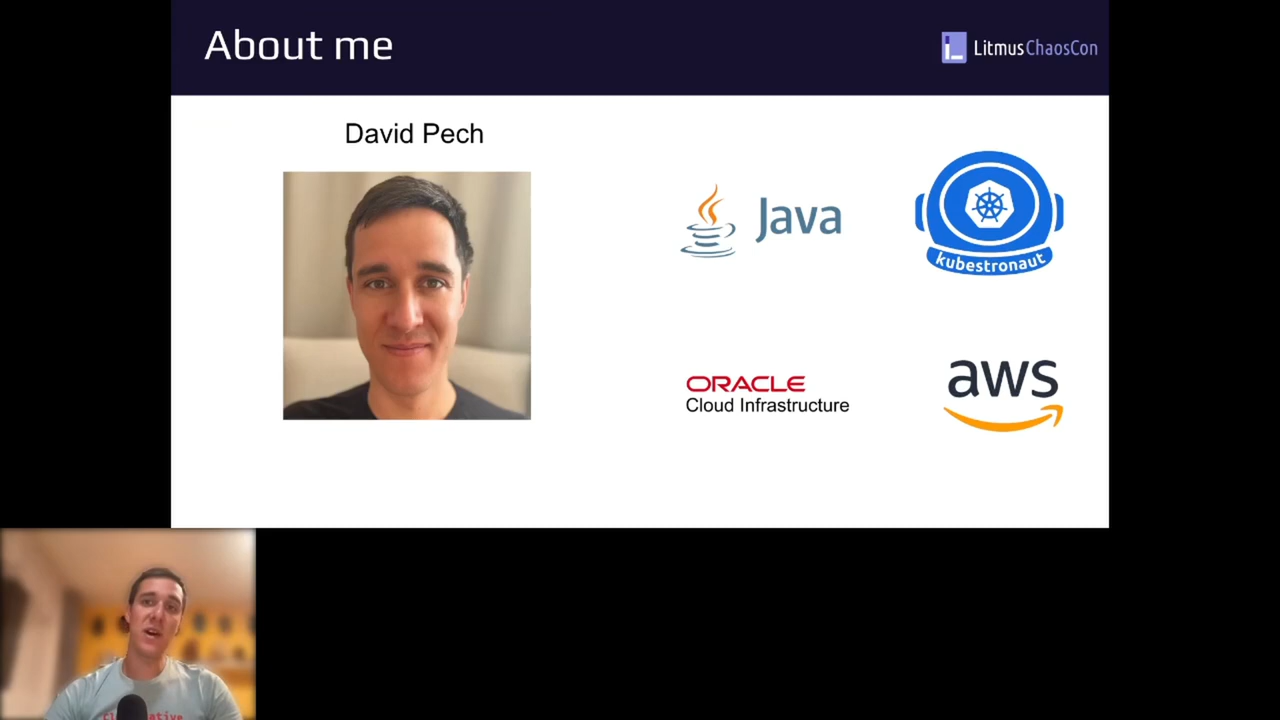 About me
LitmusChaosCon
David Pech
Java
kubestronaut
ORACLE
Cloud Infrastructure
aws